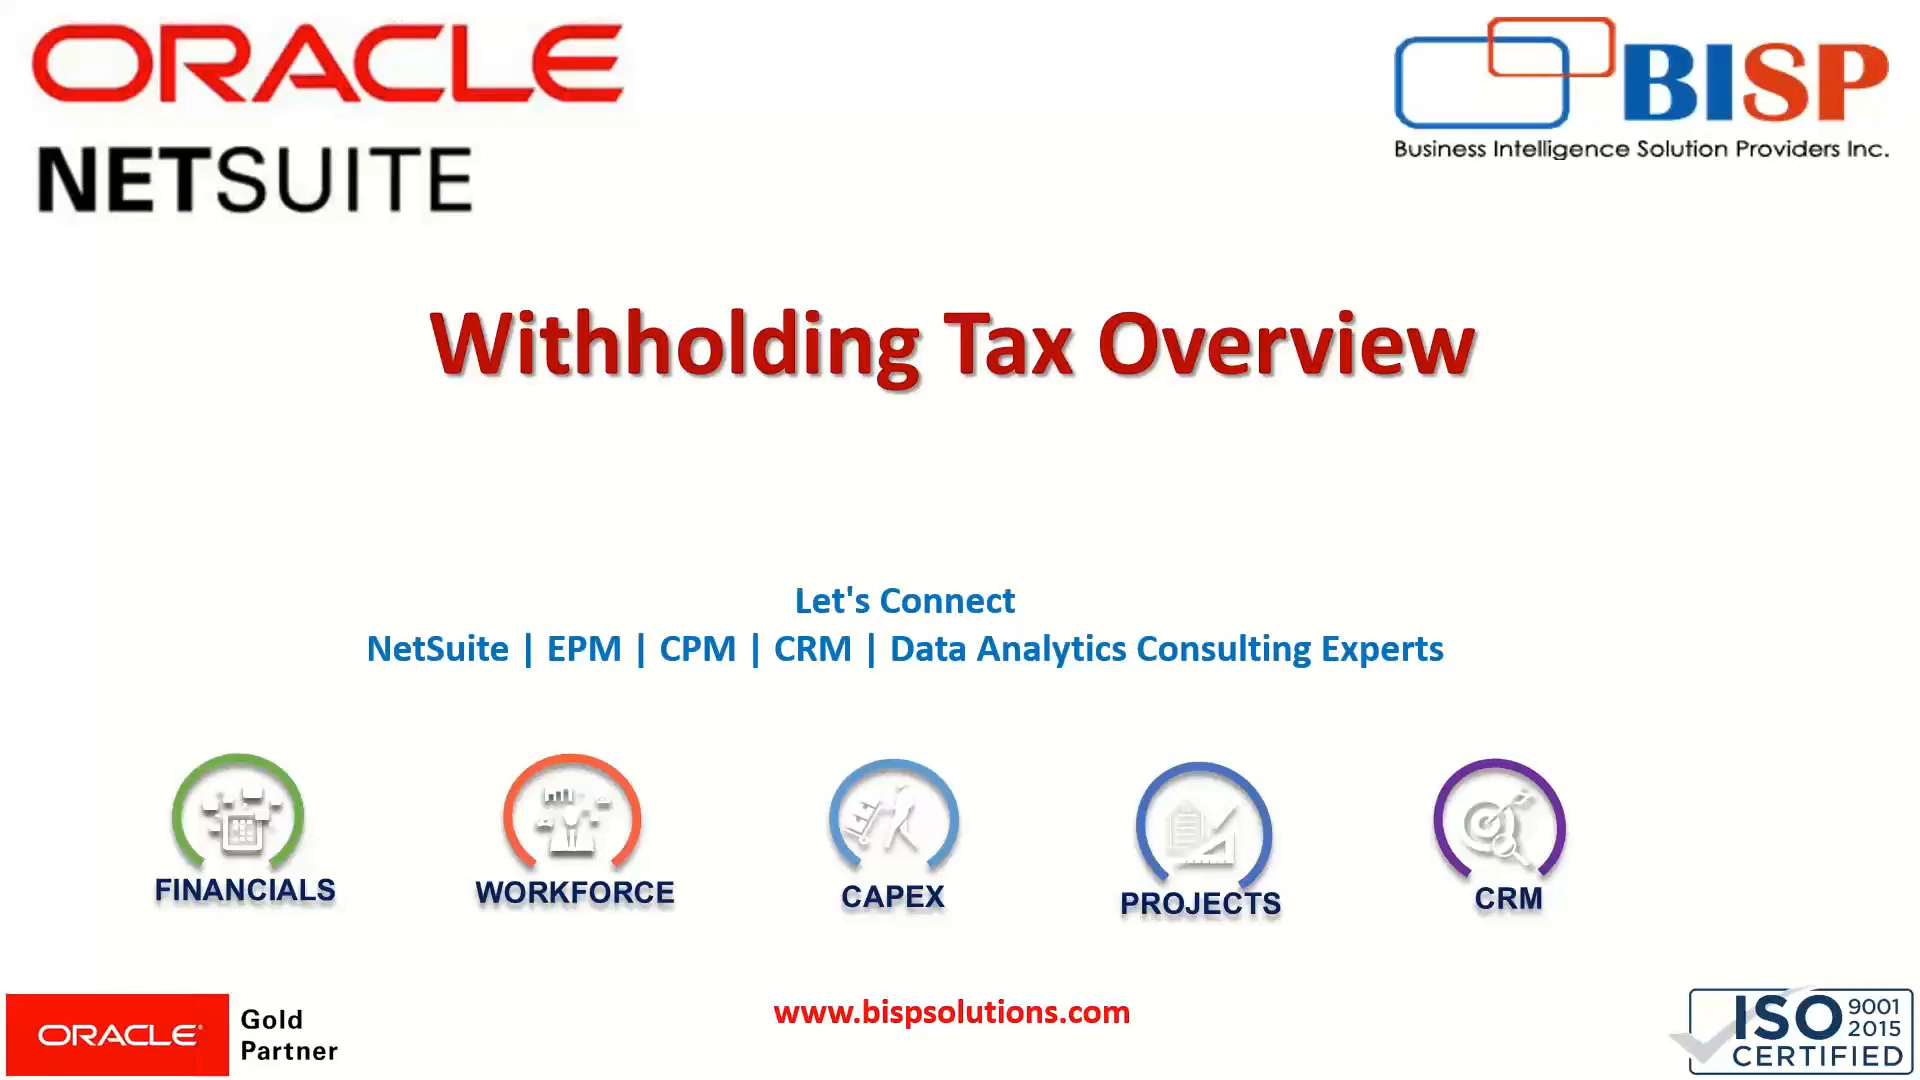 ORACLE
NETSUITE
BISP
Business Intelligence Solution Providers Inc.
Withholding Tax Overview
Let's Connect
NetSuite | EPM | CPM | CRM | Data Analytics Consulting Experts
FINANCIALS
WORKFORCE
CAPEX
PROJECTS
CRM
ORACLE
Gold
Partner
www.bispsolutions.com
ISO 9001
2015
CERTIFIED